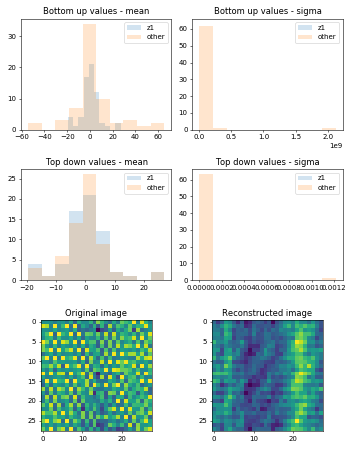 Bottom up values - mean
Bottom up values - sigma
z1
other
z1
other
30
20
10
0
−60 −40 −20 0 20 40 60
60
50
40
30
20
10
0
0.0 0.5 1.0 1.5 2.0
1e9
Top down values - mean
Top down values - sigma
z1
other
z1
other
25
20
15
10
5
0
−20 −10 0 10 20
60
50
40
30
20
10
0
0.0000 0.0002 0.0004 0.0006 0.0008 0.0010 0.0012
Original image
Reconstructed image
0
5
10
15
20
25
0 10 20
0
5
10
15
20
25
0 10 20